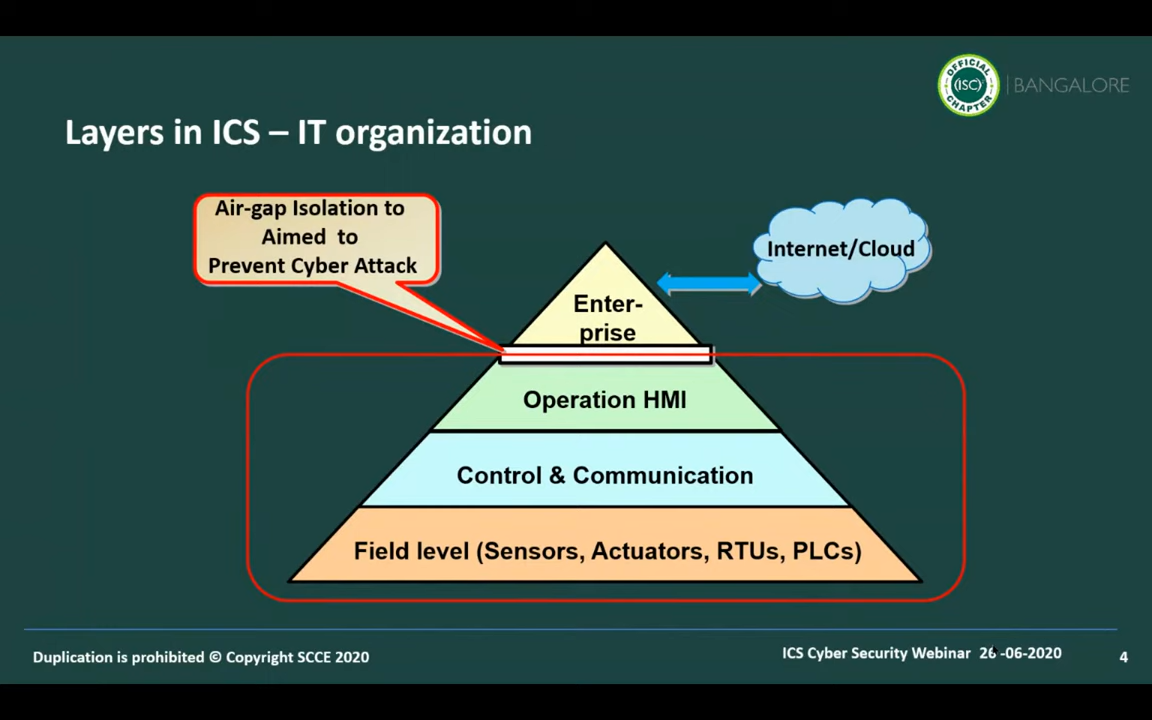 OFFICIAL
(ISC)²
CHAPTER
BANGALORE
Layers in ICS – IT organization
Air-gap Isolation to
Aimed to
Prevent Cyber Attack
Internet/Cloud
Enter-
prise
Operation HMI
Control & Communication
Field level (Sensors, Actuators, RTUs, PLCs)
Duplication is prohibited © Copyright SCCE 2020
ICS Cyber Security Webinar 26-06-2020
4